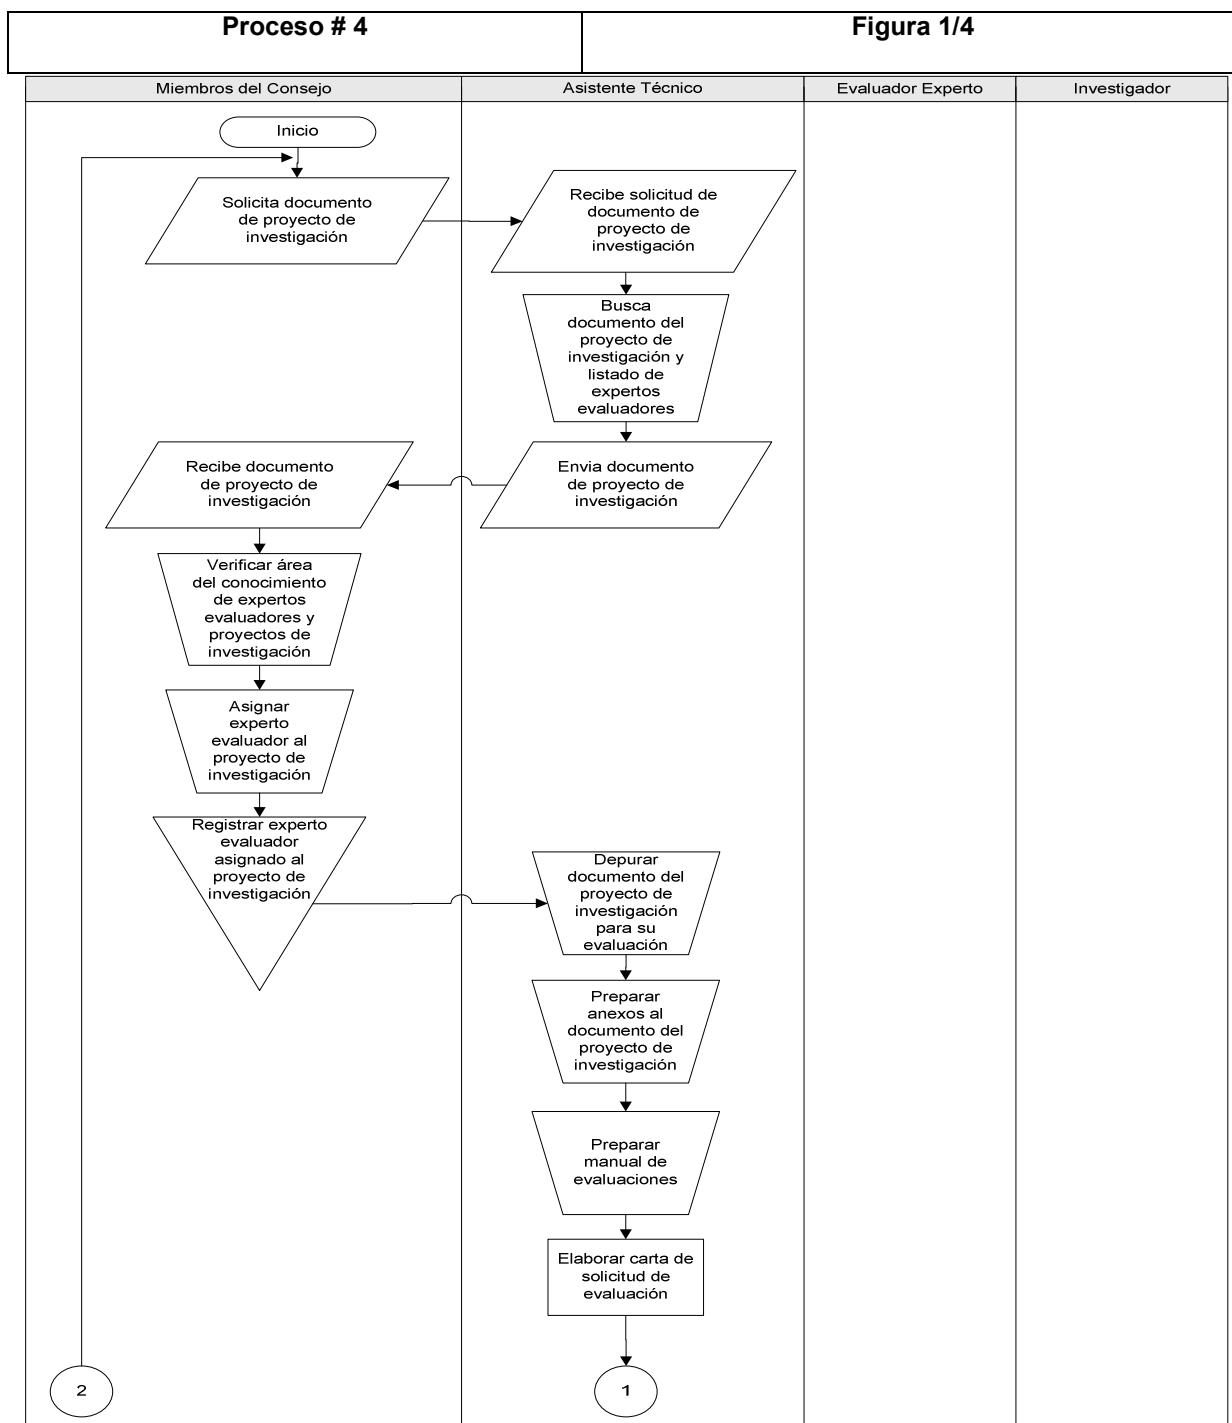 Proceso # 4
Figura 1/4
Miembros del Consejo
Asistente Técnico
Evaluador Experto
Investigador
Inicio
Solicita documento
de proyecto de
investigación
Recibe solicitud de
documento de
proyecto de
investigación
Busca
documento del
proyecto de
investigación y
listado de
expertos
evaluadores
Envia documento
de proyecto de
investigación
Recibe documento
de proyecto de
investigación
Verificar área
del conocimiento
de expertos
evaluadores y
proyectos de
investigación
Asignar
experto
evaluador al
proyecto de
investigación
Registrar experto
evaluador
asignado al
proyecto de
investigación
Depurar
documento del
proyecto de
investigación
para su
evaluación
Preparar
anexos al
documento del
proyecto de
investigación
Preparar
manual de
evaluaciones
Elaborar carta de
solicitud de
evaluación
2
1